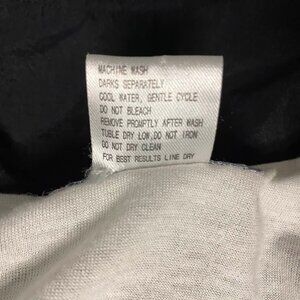 MACHINE WASH
DARKS SEPARATELY
COOL WATER, GENTLE CYCLE
DO NOT BLEACH
REMOVE PROMPTLY AFTER WASH
TUBLE DRY LOW,DO NOT IRON
DO NOT DRY CLEAN
FOR BEST RESULTS LINE DRY